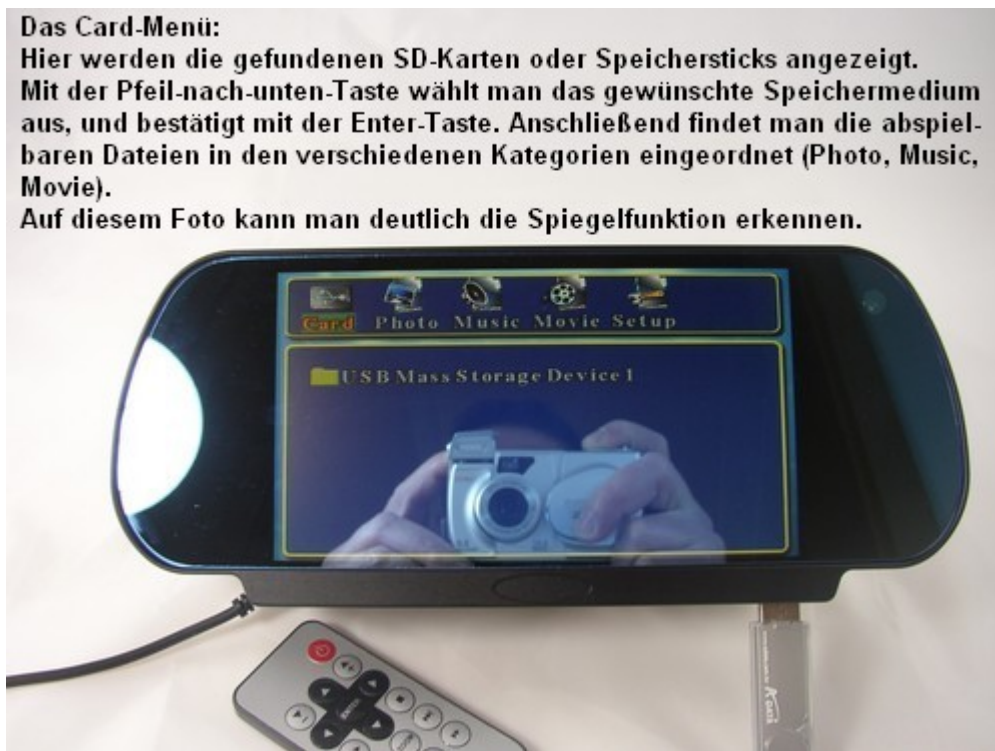 Das Card-Menü:
Hier werden die gefundenen SD-Karten oder Speichersticks angezeigt.
Mit der Pfeil-nach-unten-Taste wählt man das gewünschte Speichermedium
aus, und bestätigt mit der Enter-Taste. Anschließend findet man die abspiel-
baren Dateien in den verschiedenen Kategorien eingeordnet (Photo, Music,
Movie).
Auf diesem Foto kann man deutlich die Spiegelfunktion erkennen.
Card Photo Music Movie Setup
USB Mass Storage Device 1
ENTER
ADATA